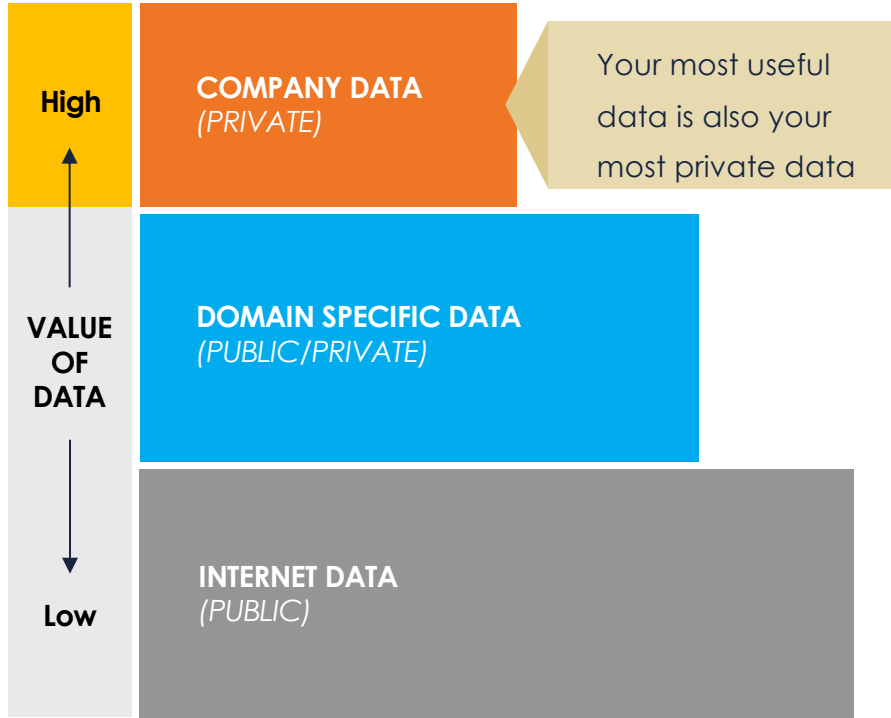 High
VALUE
OF
DATA
Low
COMPANY DATA
(PRIVATE)
Your most useful
data is also your
most private data
DOMAIN SPECIFIC DATA
(PUBLIC/PRIVATE)
INTERNET DATA
(PUBLIC)